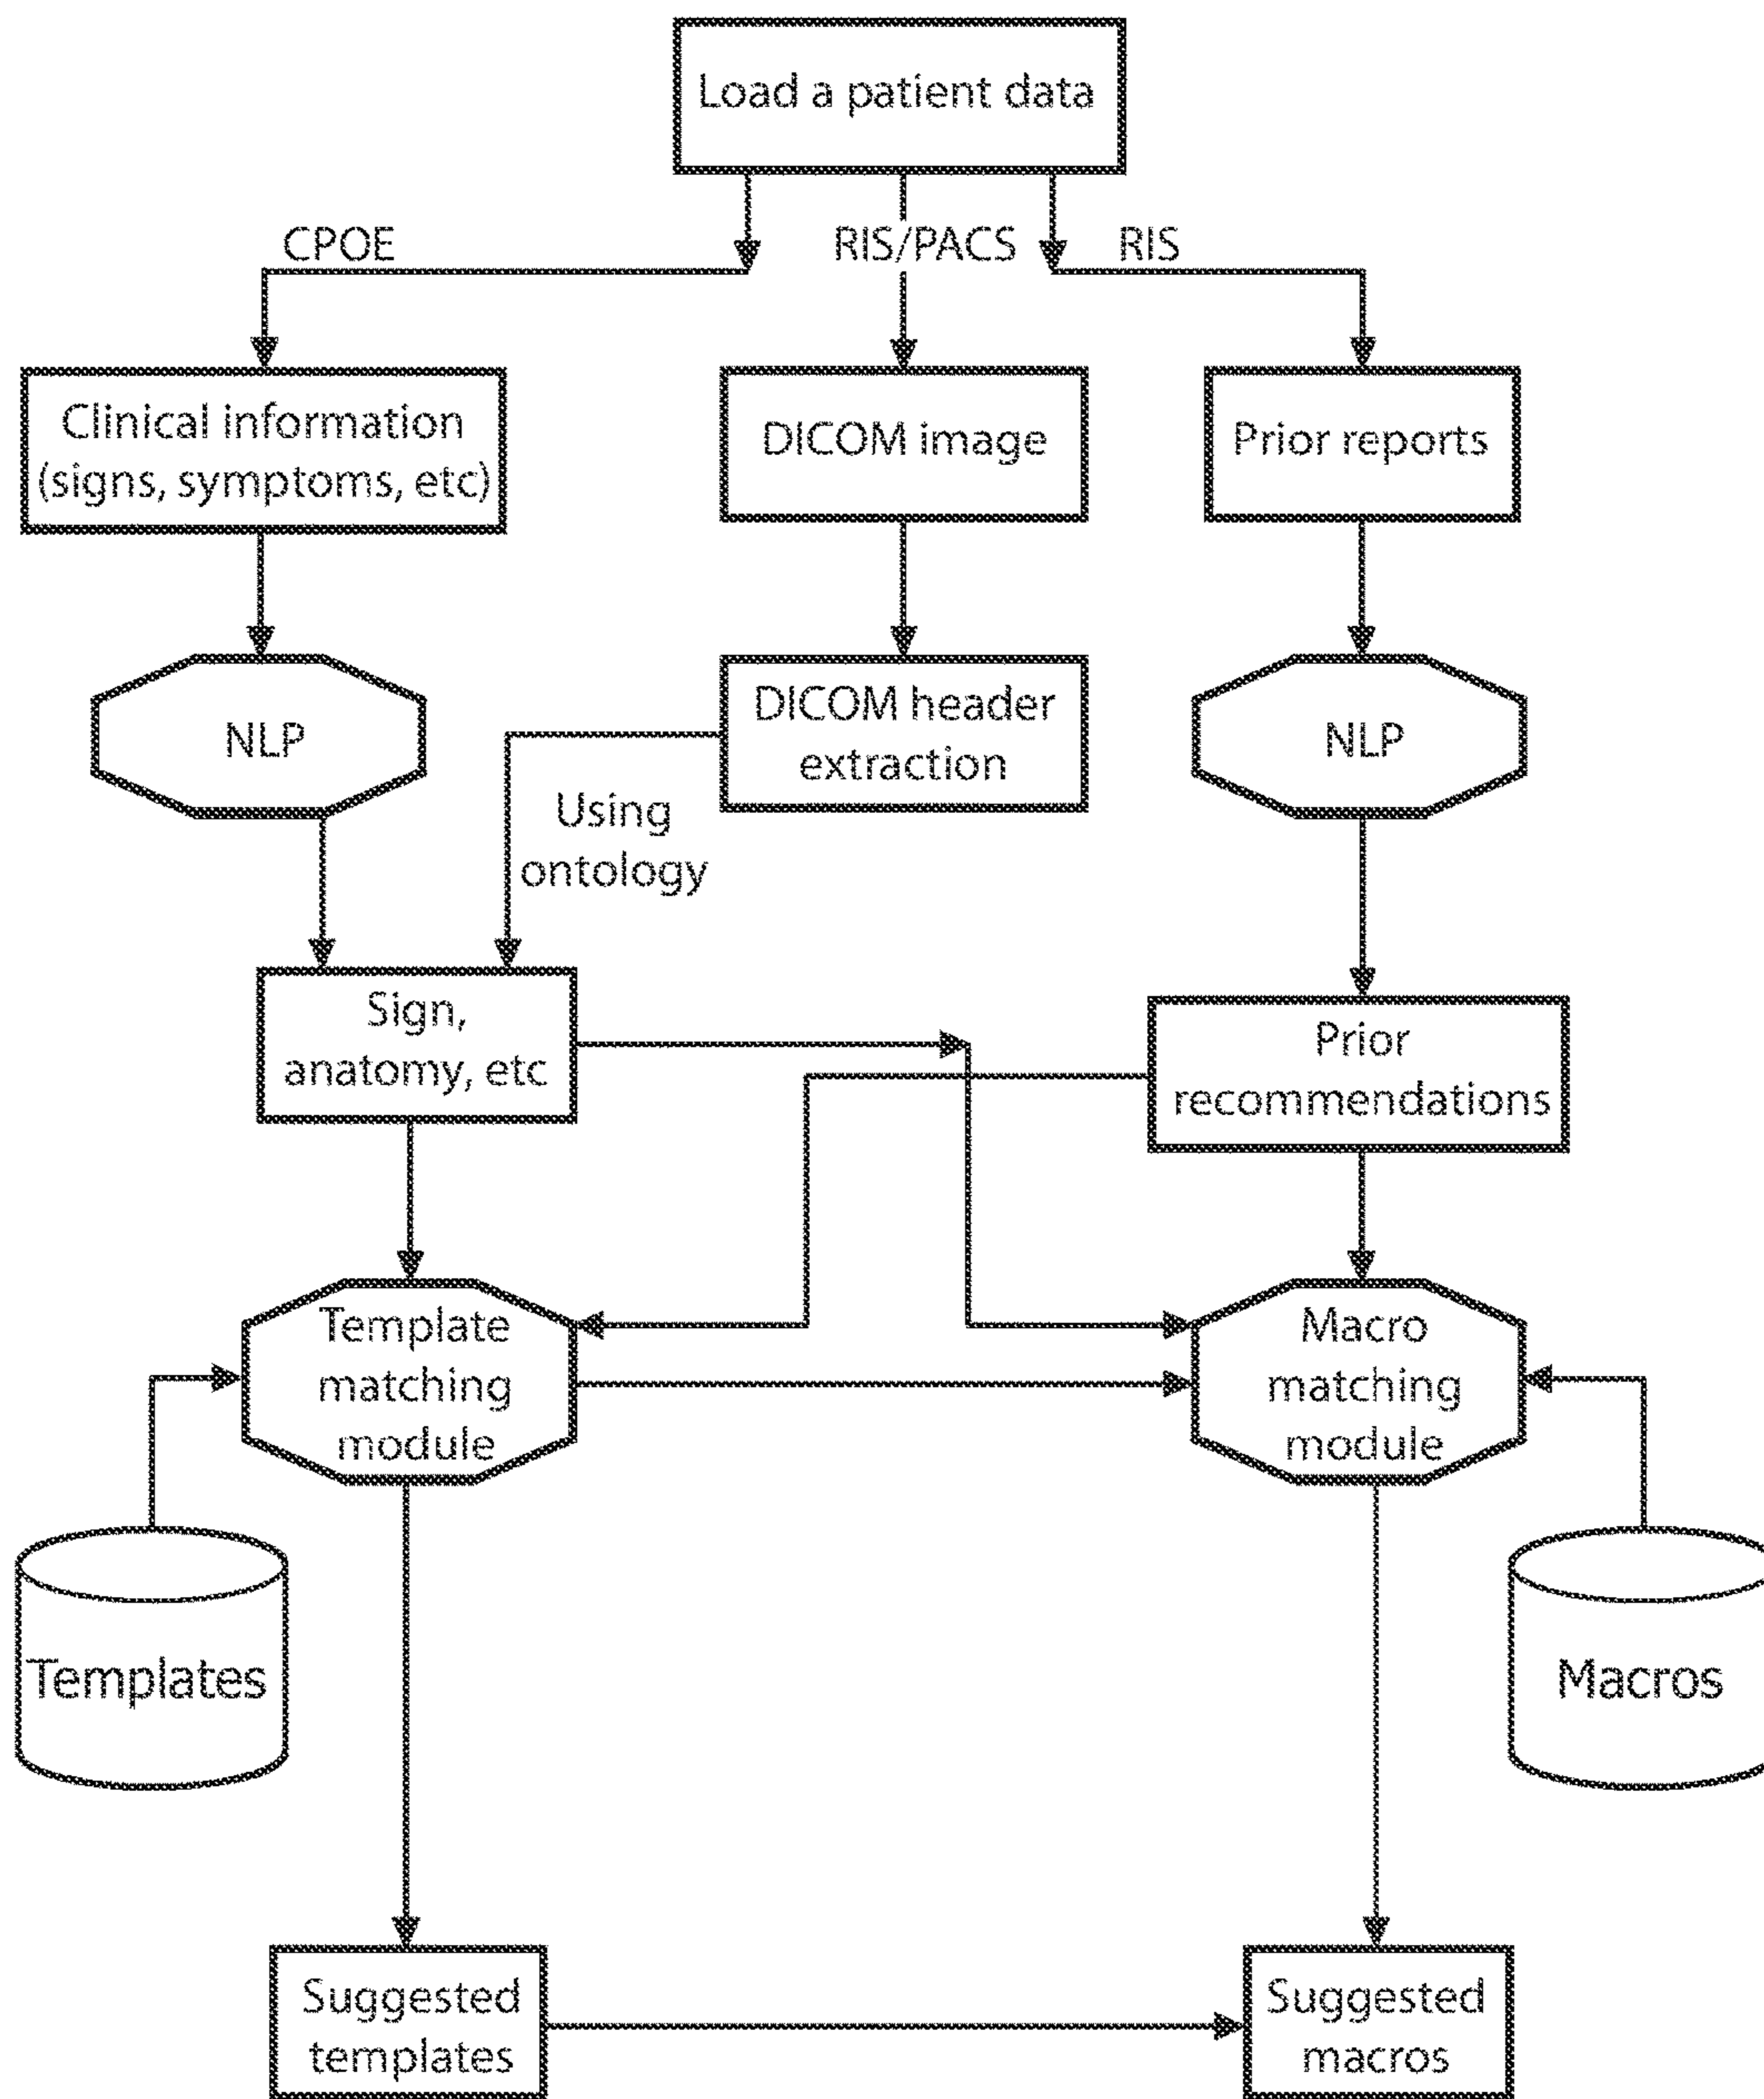 Load a patient data
CPOE
RIS/PACS
RIS
Clinical information
(signs, symptoms, etc)
DICOM image
Prior reports
NLP
DICOM header
extraction
NLP
Using
ontology
Sign,
anatomy, etc
Prior
recommendations
Template
matching
module
Macro
matching
module
Templates
Macros
Suggested
templates
Suggested
macros